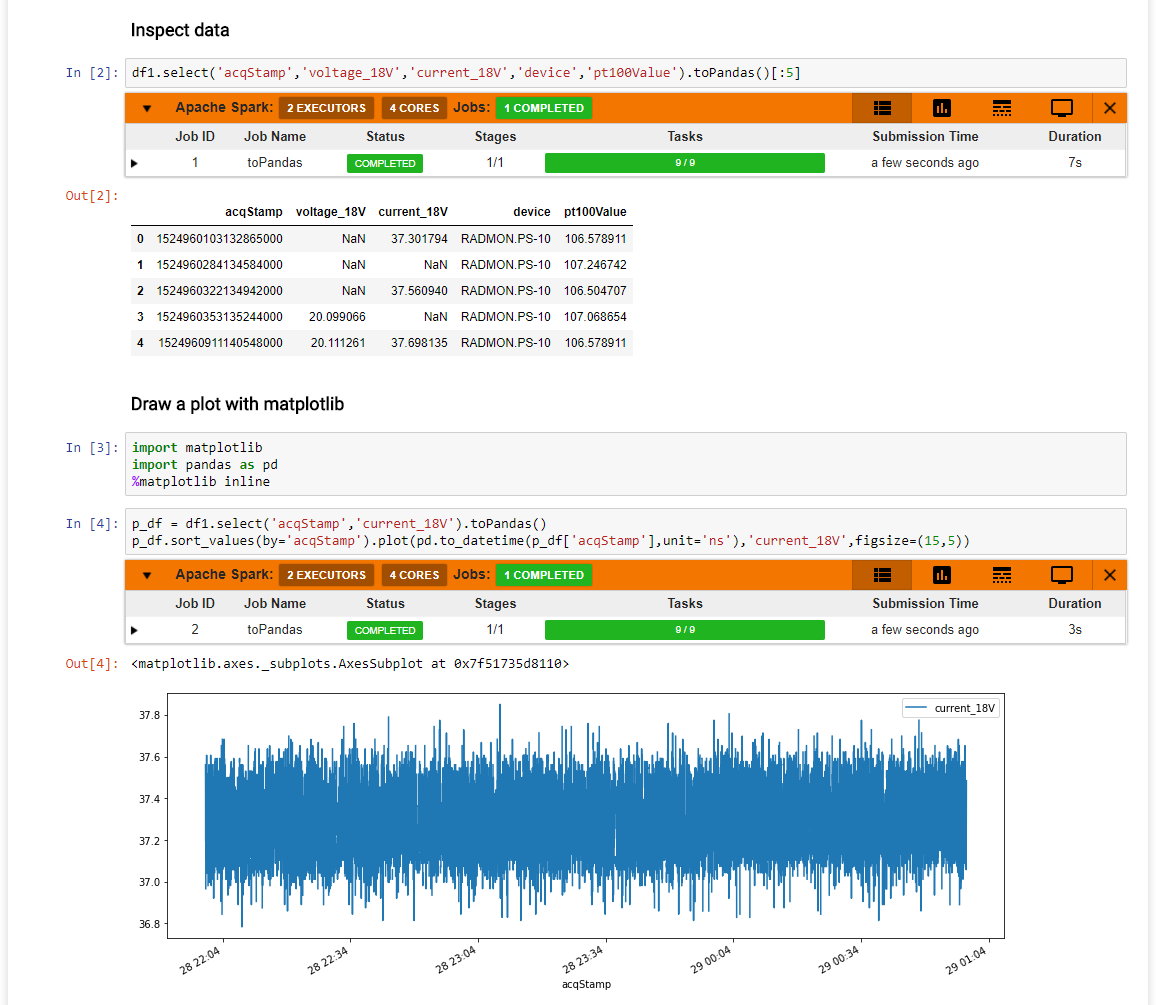 Inspect data
In [2]: df1.select('acqStamp','voltage_18V','current_18V','device','pt100Value').toPandas()[:5]
▼ Apache Spark: 2 EXECUTORS 4 CORES Jobs: 1 COMPLETED
Job ID Job Name Status Stages Tasks Submission Time Duration
1 toPandas COMPLETED 1/1 9 / 9 a few seconds ago 7s
Out[2]:
acqStamp voltage_18V current_18V device pt100Value
0 1524960103132865000 NaN 37.301794 RADMON.PS-10 106.578911
1 1524960284134584000 NaN NaN RADMON.PS-10 107.246742
2 1524960322134942000 NaN 37.560940 RADMON.PS-10 106.504707
3 1524960353135244000 20.099066 NaN RADMON.PS-10 107.068654
4 1524960911140548000 20.111261 37.698135 RADMON.PS-10 106.578911
Draw a plot with matplotlib
In [3]: import matplotlib
import pandas as pd
%matplotlib inline
In [4]: p_df = df1.select('acqStamp','current_18V').toPandas()
p_df.sort_values(by='acqStamp').plot(pd.to_datetime(p_df['acqStamp'],unit='ns'),'current_18V',figsize=(15,5))
▼ Apache Spark: 2 EXECUTORS 4 CORES Jobs: 1 COMPLETED
Job ID Job Name Status Stages Tasks Submission Time Duration
2 toPandas COMPLETED 1/1 9 / 9 a few seconds ago 3s
Out[4]: <matplotlib.axes._subplots.AxesSubplot at 0x7f51735d8110>
current_18V
37.8
37.6
37.4
37.2
37.0
36.8
28 22:04 28 22:34 28 23:04 28 23:34 29 00:04 29 00:34 29 01:04
acqStamp